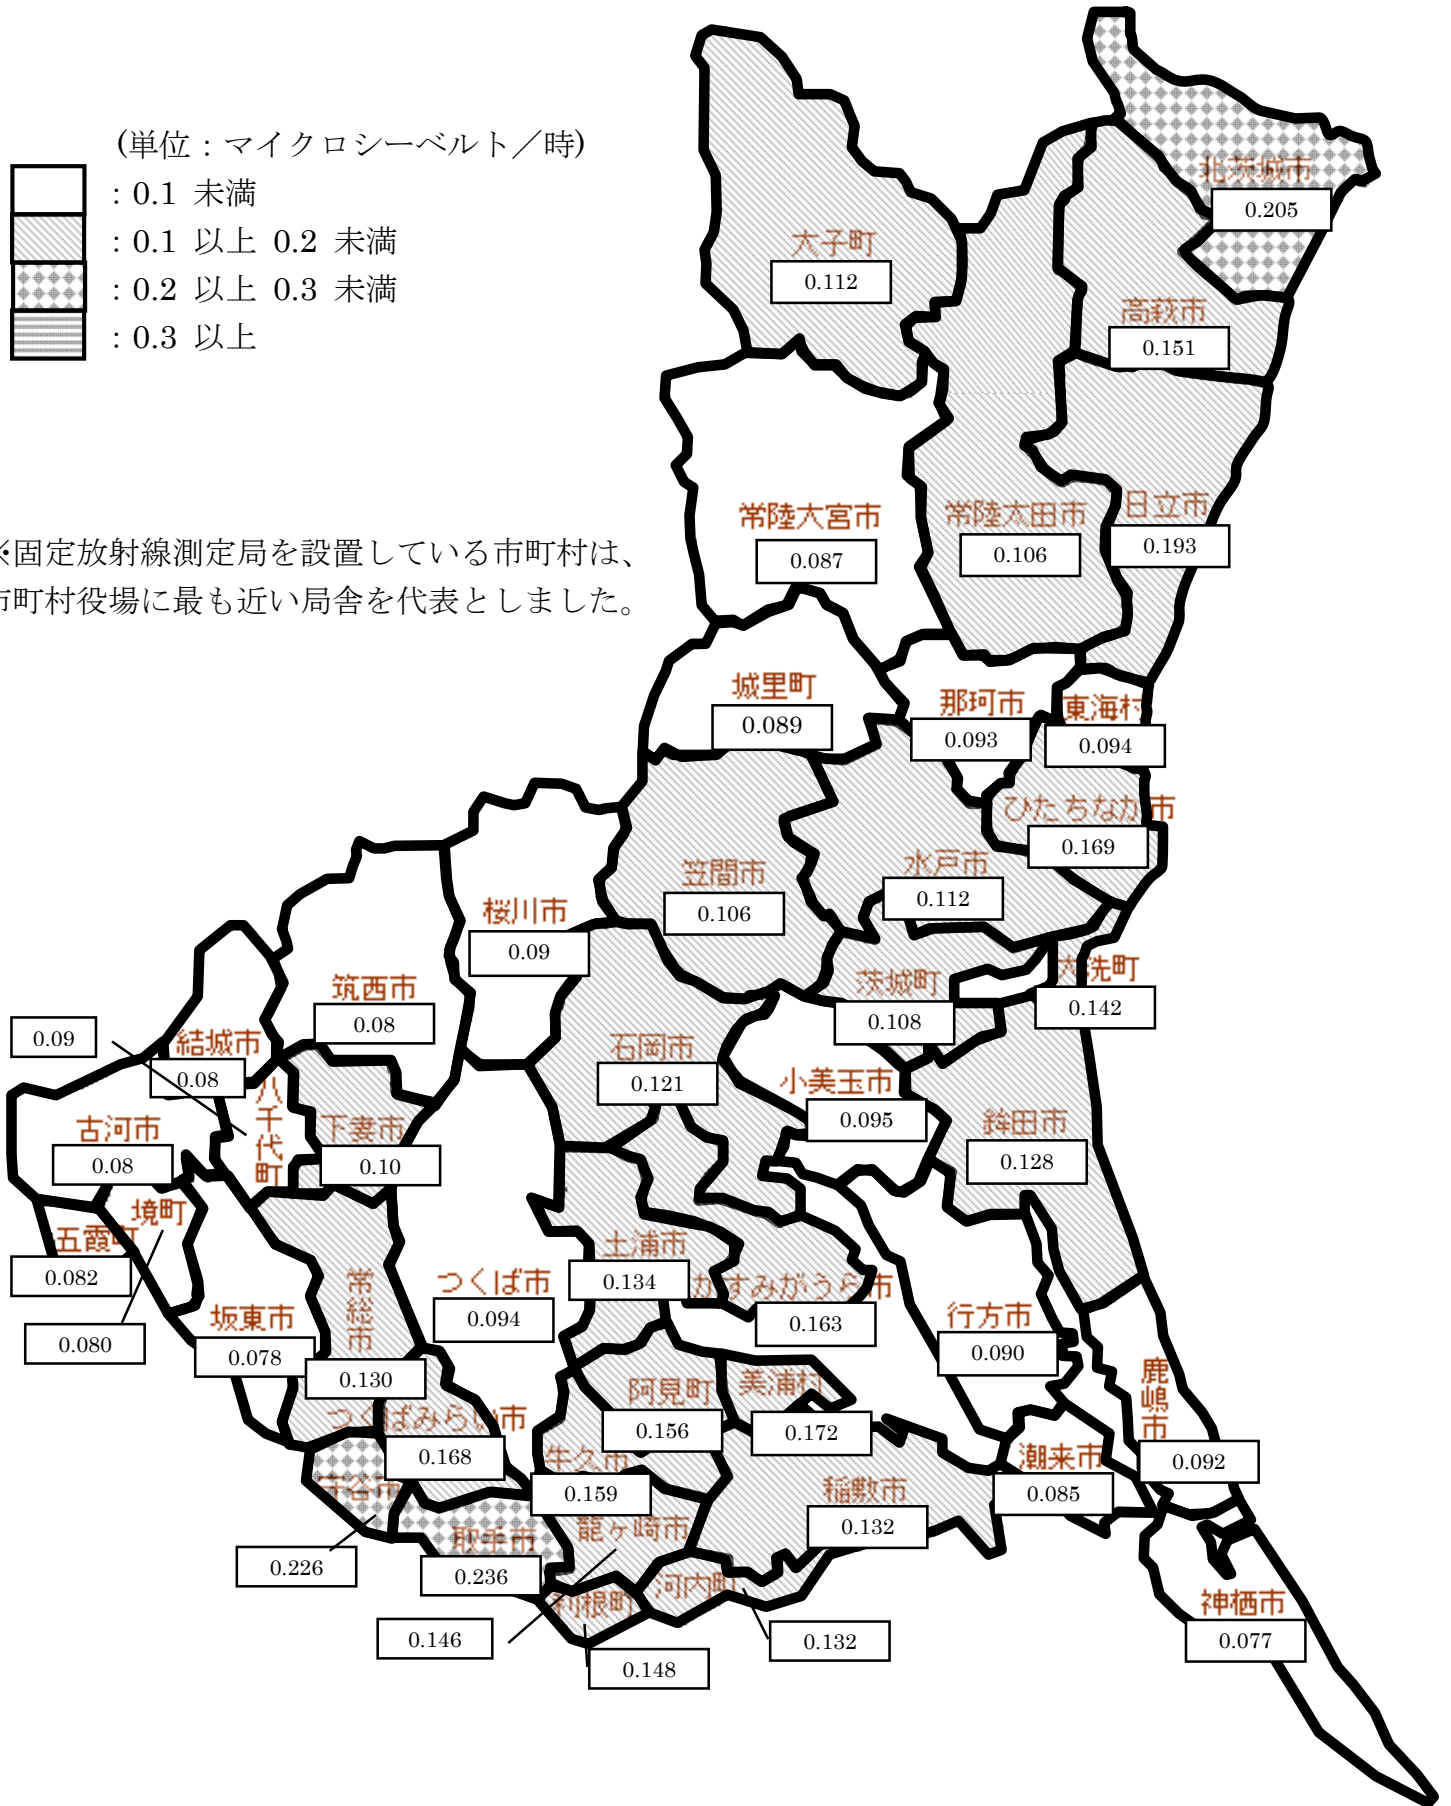 (単位：マイクロシーベルト／時)
：0.1 未満
：0.1 以上 0.2 未満
：0.2 以上 0.3 未満
：0.3 以上
※固定放射線測定局を設置している市町村は、
市町村役場に最も近い局舎を代表としました。
北茨城市
0.205
大子町
0.112
高萩市
0.151
常陸大宮市
0.087
常陸太田市
0.106
日立市
0.193
城里町
0.089
那珂市
0.093
東海村
0.094
ひたちなか市
0.169
笠間市
0.106
水戸市
0.112
桜川市
0.09
筑西市
0.08
茨城町
0.108
大洗町
0.142
0.09
結城市
0.08
石岡市
0.121
小美玉市
0.095
八千代町
古河市
0.08
下妻市
0.10
鉾田市
0.128
境町
五霞町
0.082
0.080
常総市
0.130
つくば市
0.094
土浦市
0.134
かすみがうら市
0.163
坂東市
0.078
行方市
0.090
鹿嶋市
0.092
阿見町
0.156
美浦村
0.172
つくばみらい市
0.168
牛久市
0.159
潮来市
0.085
稲敷市
0.132
守谷市
0.226
取手市
0.236
龍ヶ崎市
0.146
河内町
0.132
利根町
0.148
神栖市
0.077